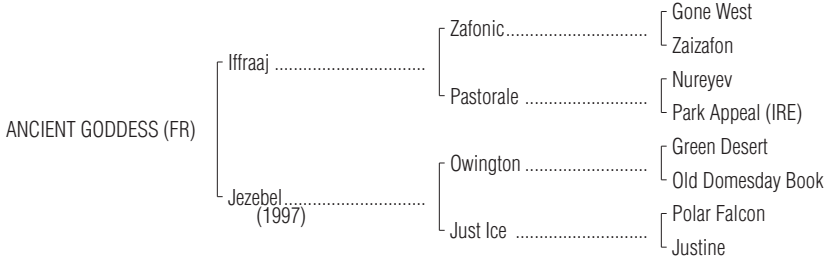 Gone West
Zafonic
Zaizafon
Iffraaj
Nureyev
Pastorale
Park Appeal (IRE)
ANCIENT GODDESS (FR)
Green Desert
Owington
Old Domesday Book
Jezebel
(1997)
Polar Falcon
Just Ice
Justine